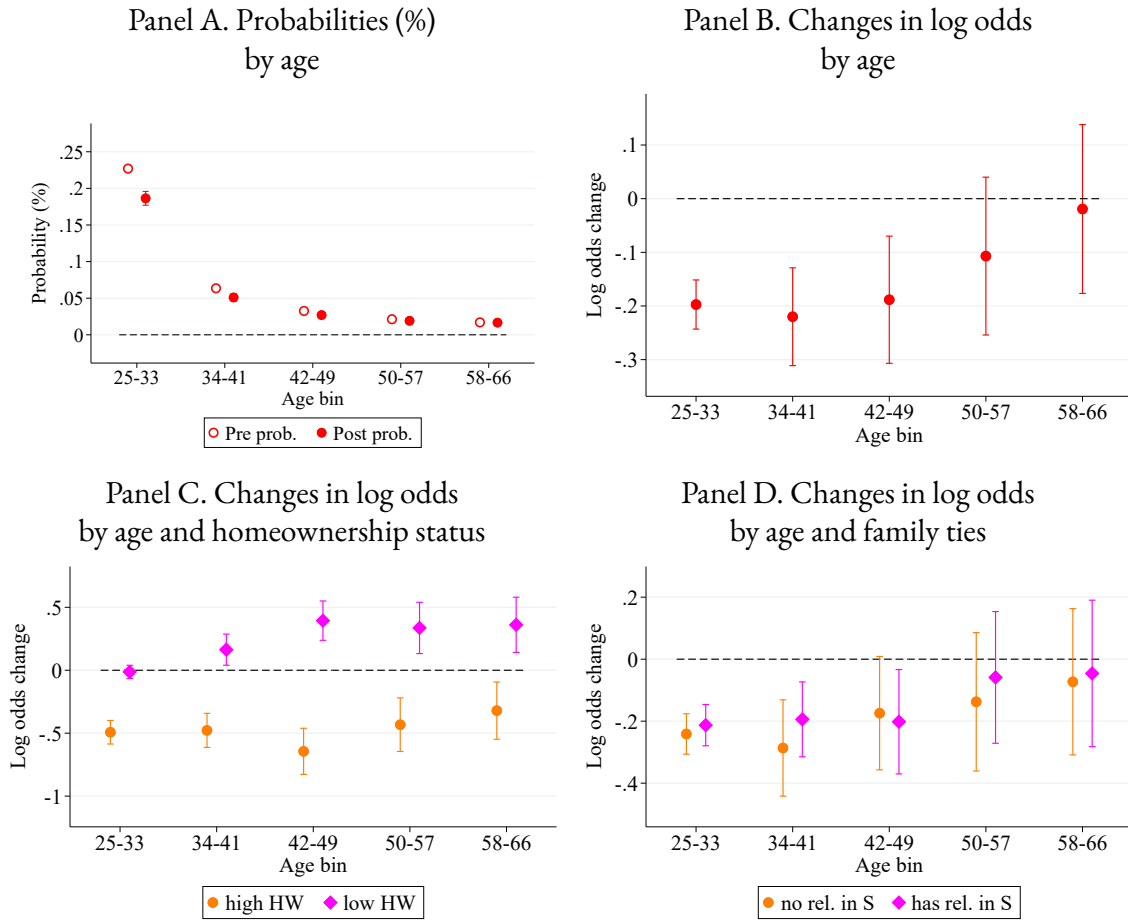 Panel A. Probabilities (%)
by age
.25
.2
.15
.1
.05
0
Probability (%)
25-33 34-41 42-49 50-57 58-66
Age bin
Pre prob. Post prob.
Panel B. Changes in log odds
by age
.1
0
-.1
-.2
-.3
Log odds change
25-33 34-41 42-49 50-57 58-66
Age bin
Panel C. Changes in log odds
by age and homeownership status
.5
0
-.5
-1
Log odds change
25-33 34-41 42-49 50-57 58-66
Age bin
high HW low HW
Panel D. Changes in log odds
by age and family ties
.2
0
-.2
-.4
Log odds change
25-33 34-41 42-49 50-57 58-66
Age bin
no rel. in S has rel. in S